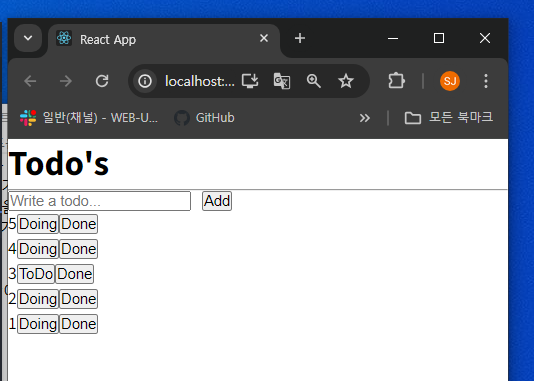 React App
localhost:...
일반(채널) - WEB-U...
GitHub
»
모든 북마크
SJ
Todo's
Write a todo...
Add
5 Doing Done
4 Doing Done
3 ToDo Done
2 Doing Done
1 Doing Done